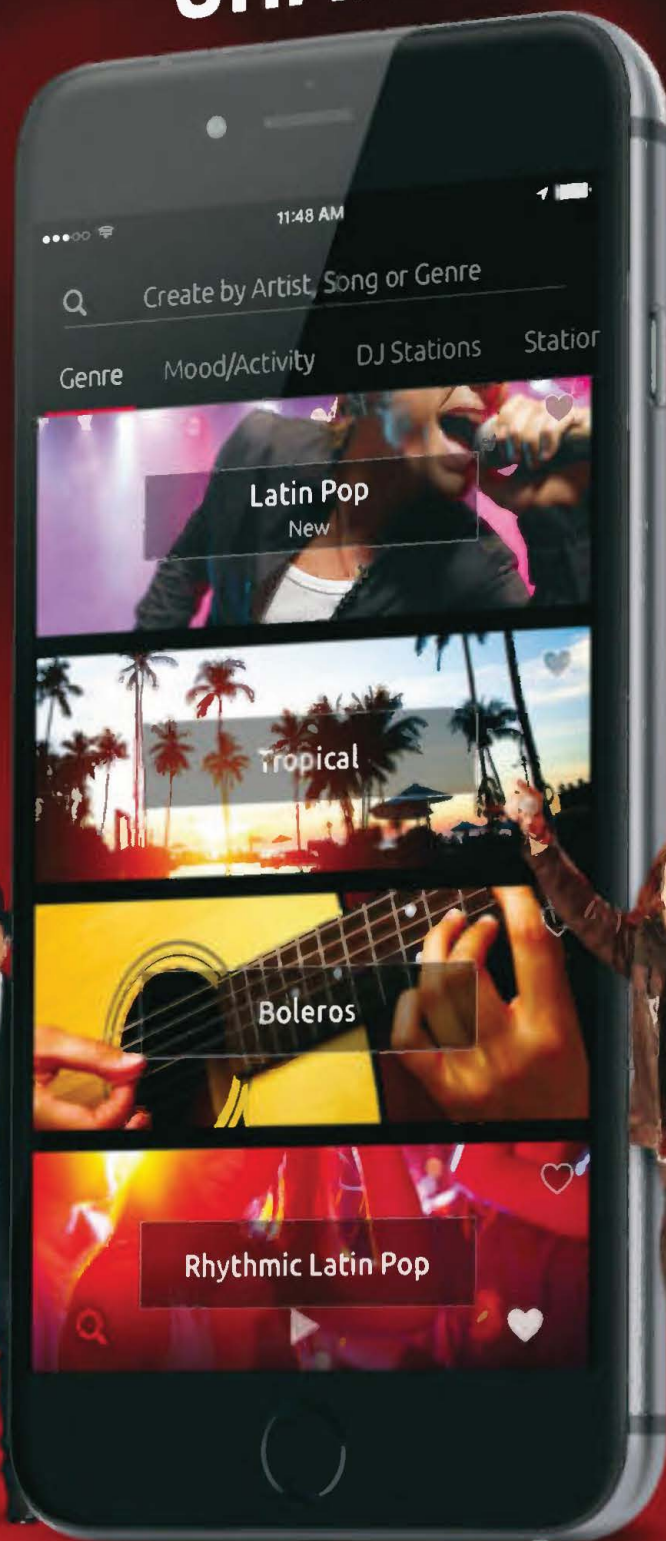 11:48 AM
Create by Artist, Song or Genre
Genre Mood/Activity DJ Stations
Latin Pop
New
Tropical
Boleros
Rhythmic Latin Pop